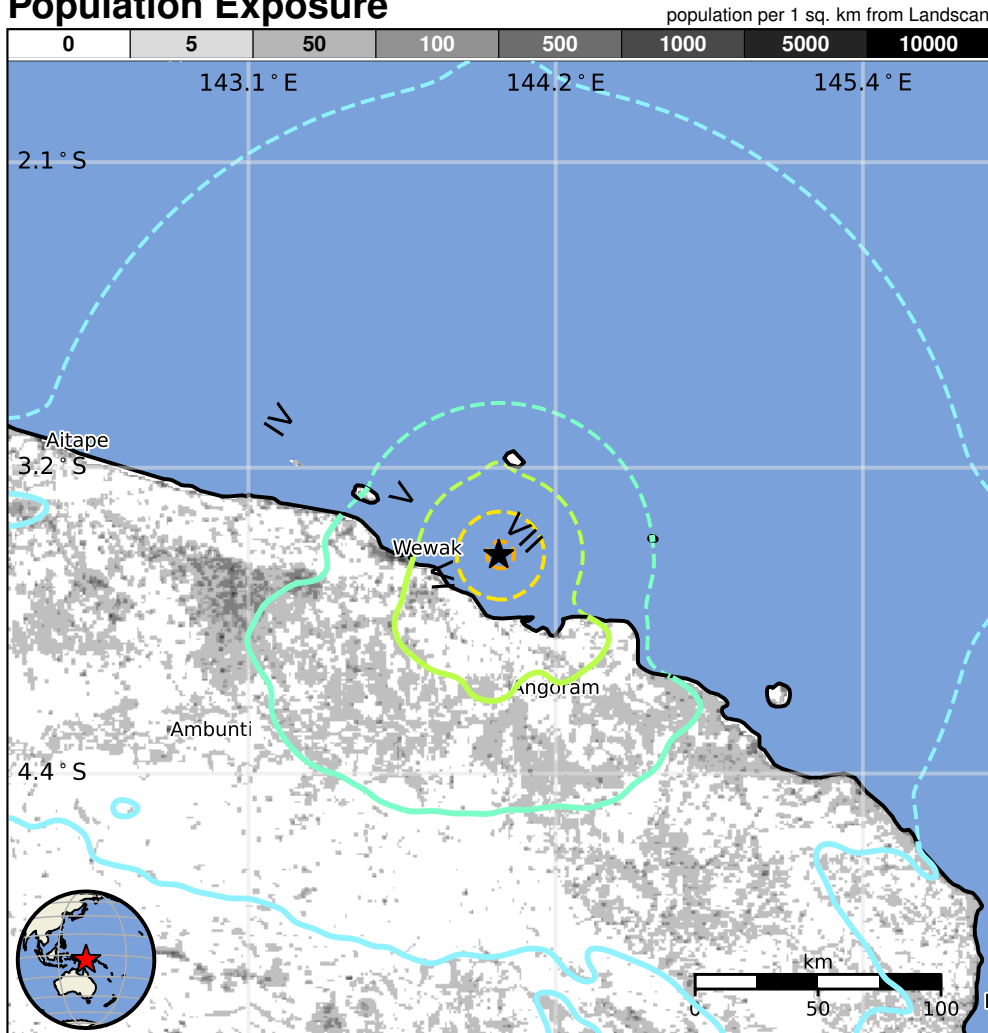 Population Exposure
population per 1 sq. km from Landscan
0 5 50 100 500 1000 5000 10000
143.1°E 144.2°E 145.4°E
2.1°S
IV
Aitape
3.2°S
V
VII
Wewak
Angoram
Ambunti
4.4°S
km
0 50 100